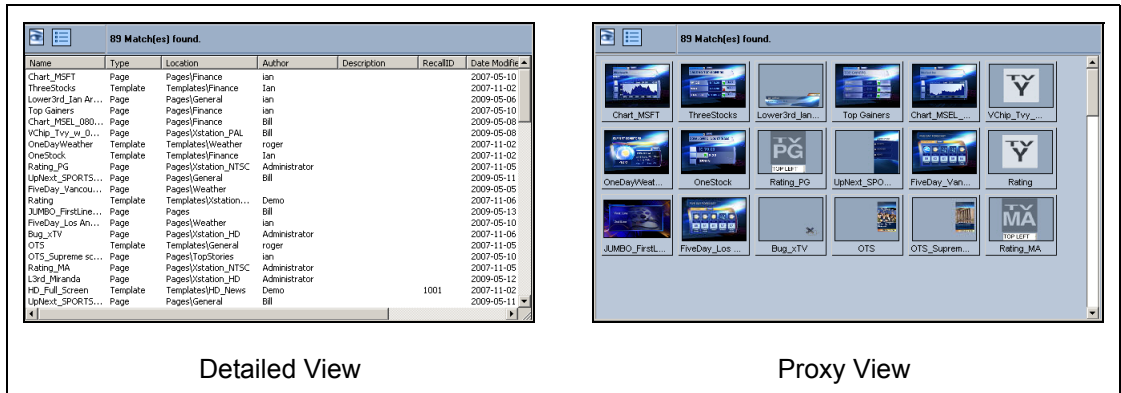 89 Match(es) found.
Name Type Location Author Description RecallID Date Modifie
Chart_MSFT Page Pages\Finance ian 2007-05-10
ThreeStocks Template Templates\Finance Ian 2007-11-02
Lower3rd_Ian Ar... Page Pages\General ian 2009-05-06
Top Gainers Page Pages\Finance ian 2007-05-10
Chart_MSEL_080... Page Pages\Finance Bill 2009-05-08
VChip_Tvy_w_0... Page Pages\Xstation_PAL Bill 2009-05-08
OneDayWeather Template Templates\Weather roger 2007-11-02
OneStock Template Templates\Finance Ian 2007-11-02
Rating_PG Page Pages\Xstation_NTSC Administrator 2007-11-05
UpNext_SPORTS... Page Pages\General Bill 2009-05-11
FiveDay_Vancou... Page Pages\Weather 2009-05-05
Rating Template Templates\Xstation... Demo 2007-11-06
JUMBO_FirstLine... Page Pages Bill 2009-05-13
FiveDay_Los An... Page Pages\Weather ian 2007-05-10
Bug_xTV Page Pages\Xstation_HD Administrator 2007-11-06
OTS Template Templates\General roger 2007-11-05
OTS_Supreme sc... Page Pages\TopStories ian 2007-05-10
Rating_MA Page Pages\Xstation_NTSC Administrator 2007-11-05
L3rd_Miranda Page Pages\Xstation_HD Administrator 2009-05-12
HD_Full_Screen Template Templates\HD_News Demo 1001 2007-11-02
UpNext_SPORTS... Page Pages\General Bill 2009-05-11
Detailed View
89 Match(es) found.
TV Y
Chart_MSFT ThreeStocks Lower3rd_Ian... Top Gainers Chart_MSEL_... VChip_Tvy_...
TV PG TOP LEFT TV Y
OneDayWeat... OneStock Rating_PG UpNext_SPO... FiveDay_Van... Rating
TV MA TOP LEFT
JUMBO_FirstL... FiveDay_Los ... Bug_xTV OTS OTS_Suprem... Rating_MA
Proxy View